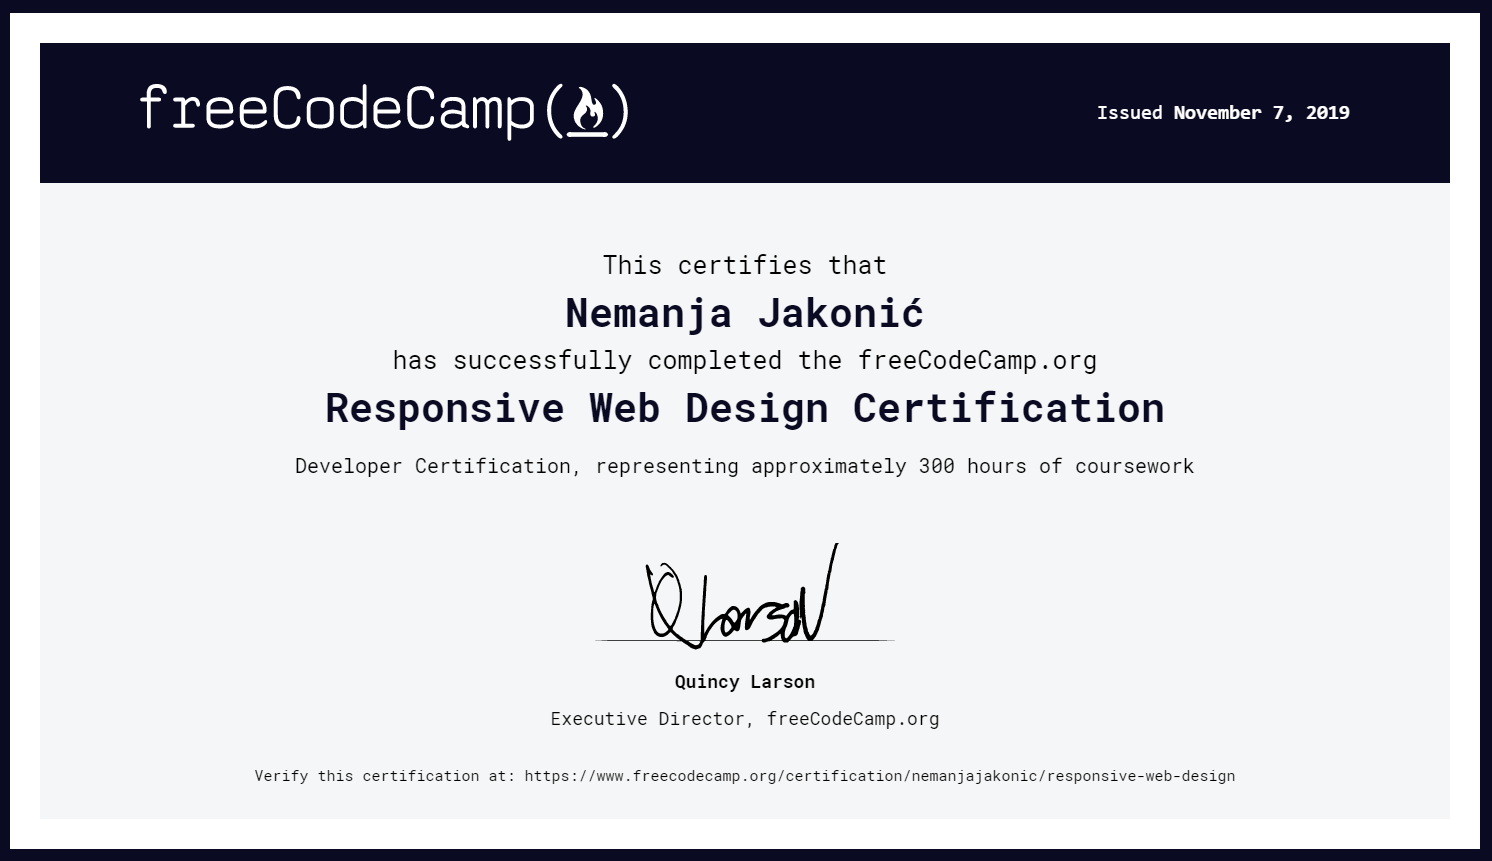 freeCodeCamp(🔥)
Issued November 7, 2019
This certifies that
Nemanja Jakonić
has successfully completed the freeCodeCamp.org
Responsive Web Design Certification
Developer Certification, representing approximately 300 hours of coursework
Q Larson
Quincy Larson
Executive Director, freeCodeCamp.org
Verify this certification at: https://www.freecodecamp.org/certification/nemanjajakonic/responsive-web-design